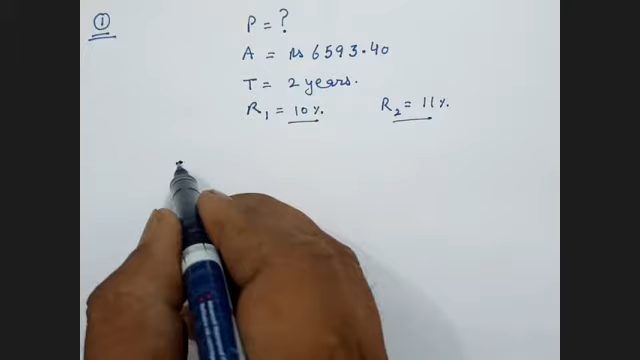 ①
P = ?
A = Rs 6593.40
T = 2 years.
R₁ = 10%. R₂ = 11%.